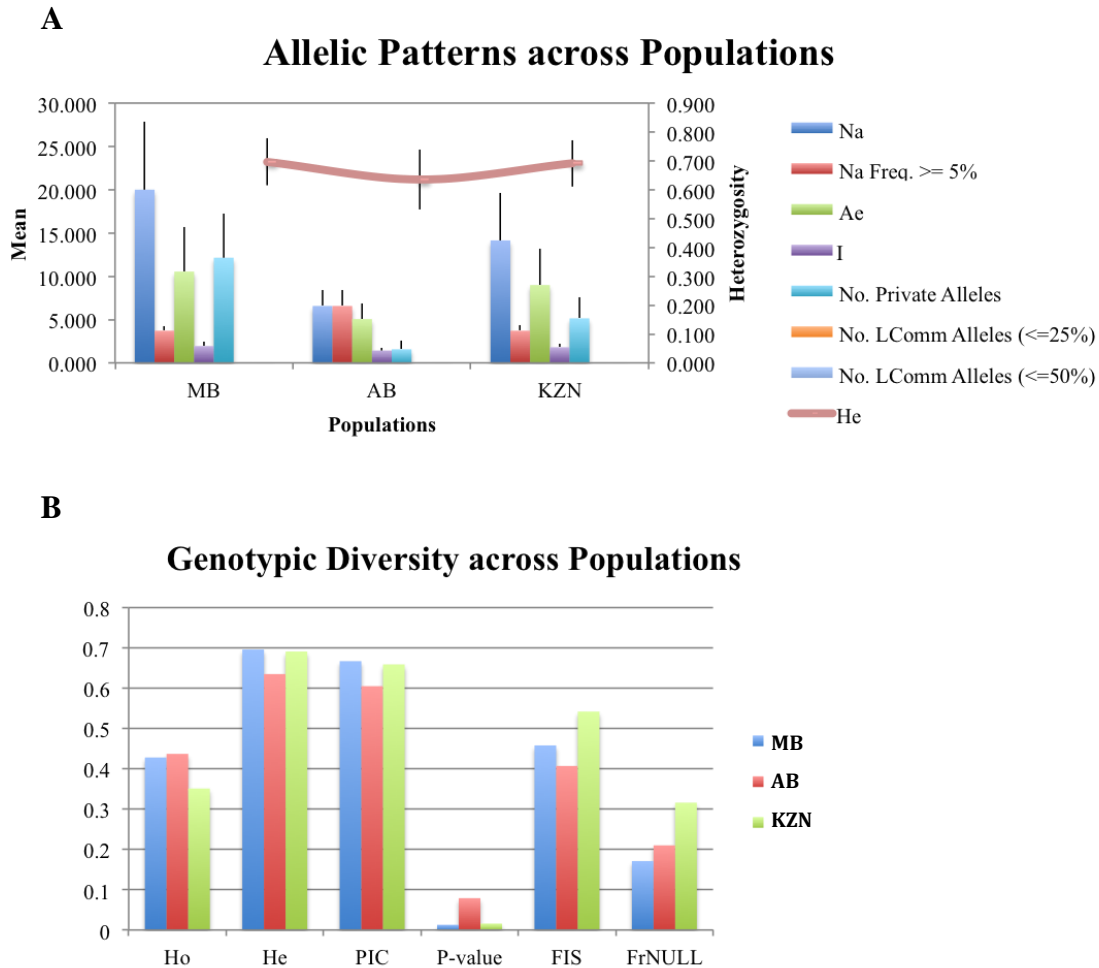 A
Allelic Patterns across Populations
30.000
25.000
20.000
15.000
10.000
5.000
0.000
Mean
0.900
0.800
0.700
0.600
0.500
0.400
0.300
0.200
0.100
0.000
Heterozygosity
MB AB KZN
Populations
Na
Na Freq. >= 5%
Ae
I
No. Private Alleles
No. LComm Alleles (<=25%)
No. LComm Alleles (<=50%)
He
B
Genotypic Diversity across Populations
0.8
0.7
0.6
0.5
0.4
0.3
0.2
0.1
0
Ho He PIC P-value FIS FrNULL
MB
AB
KZN